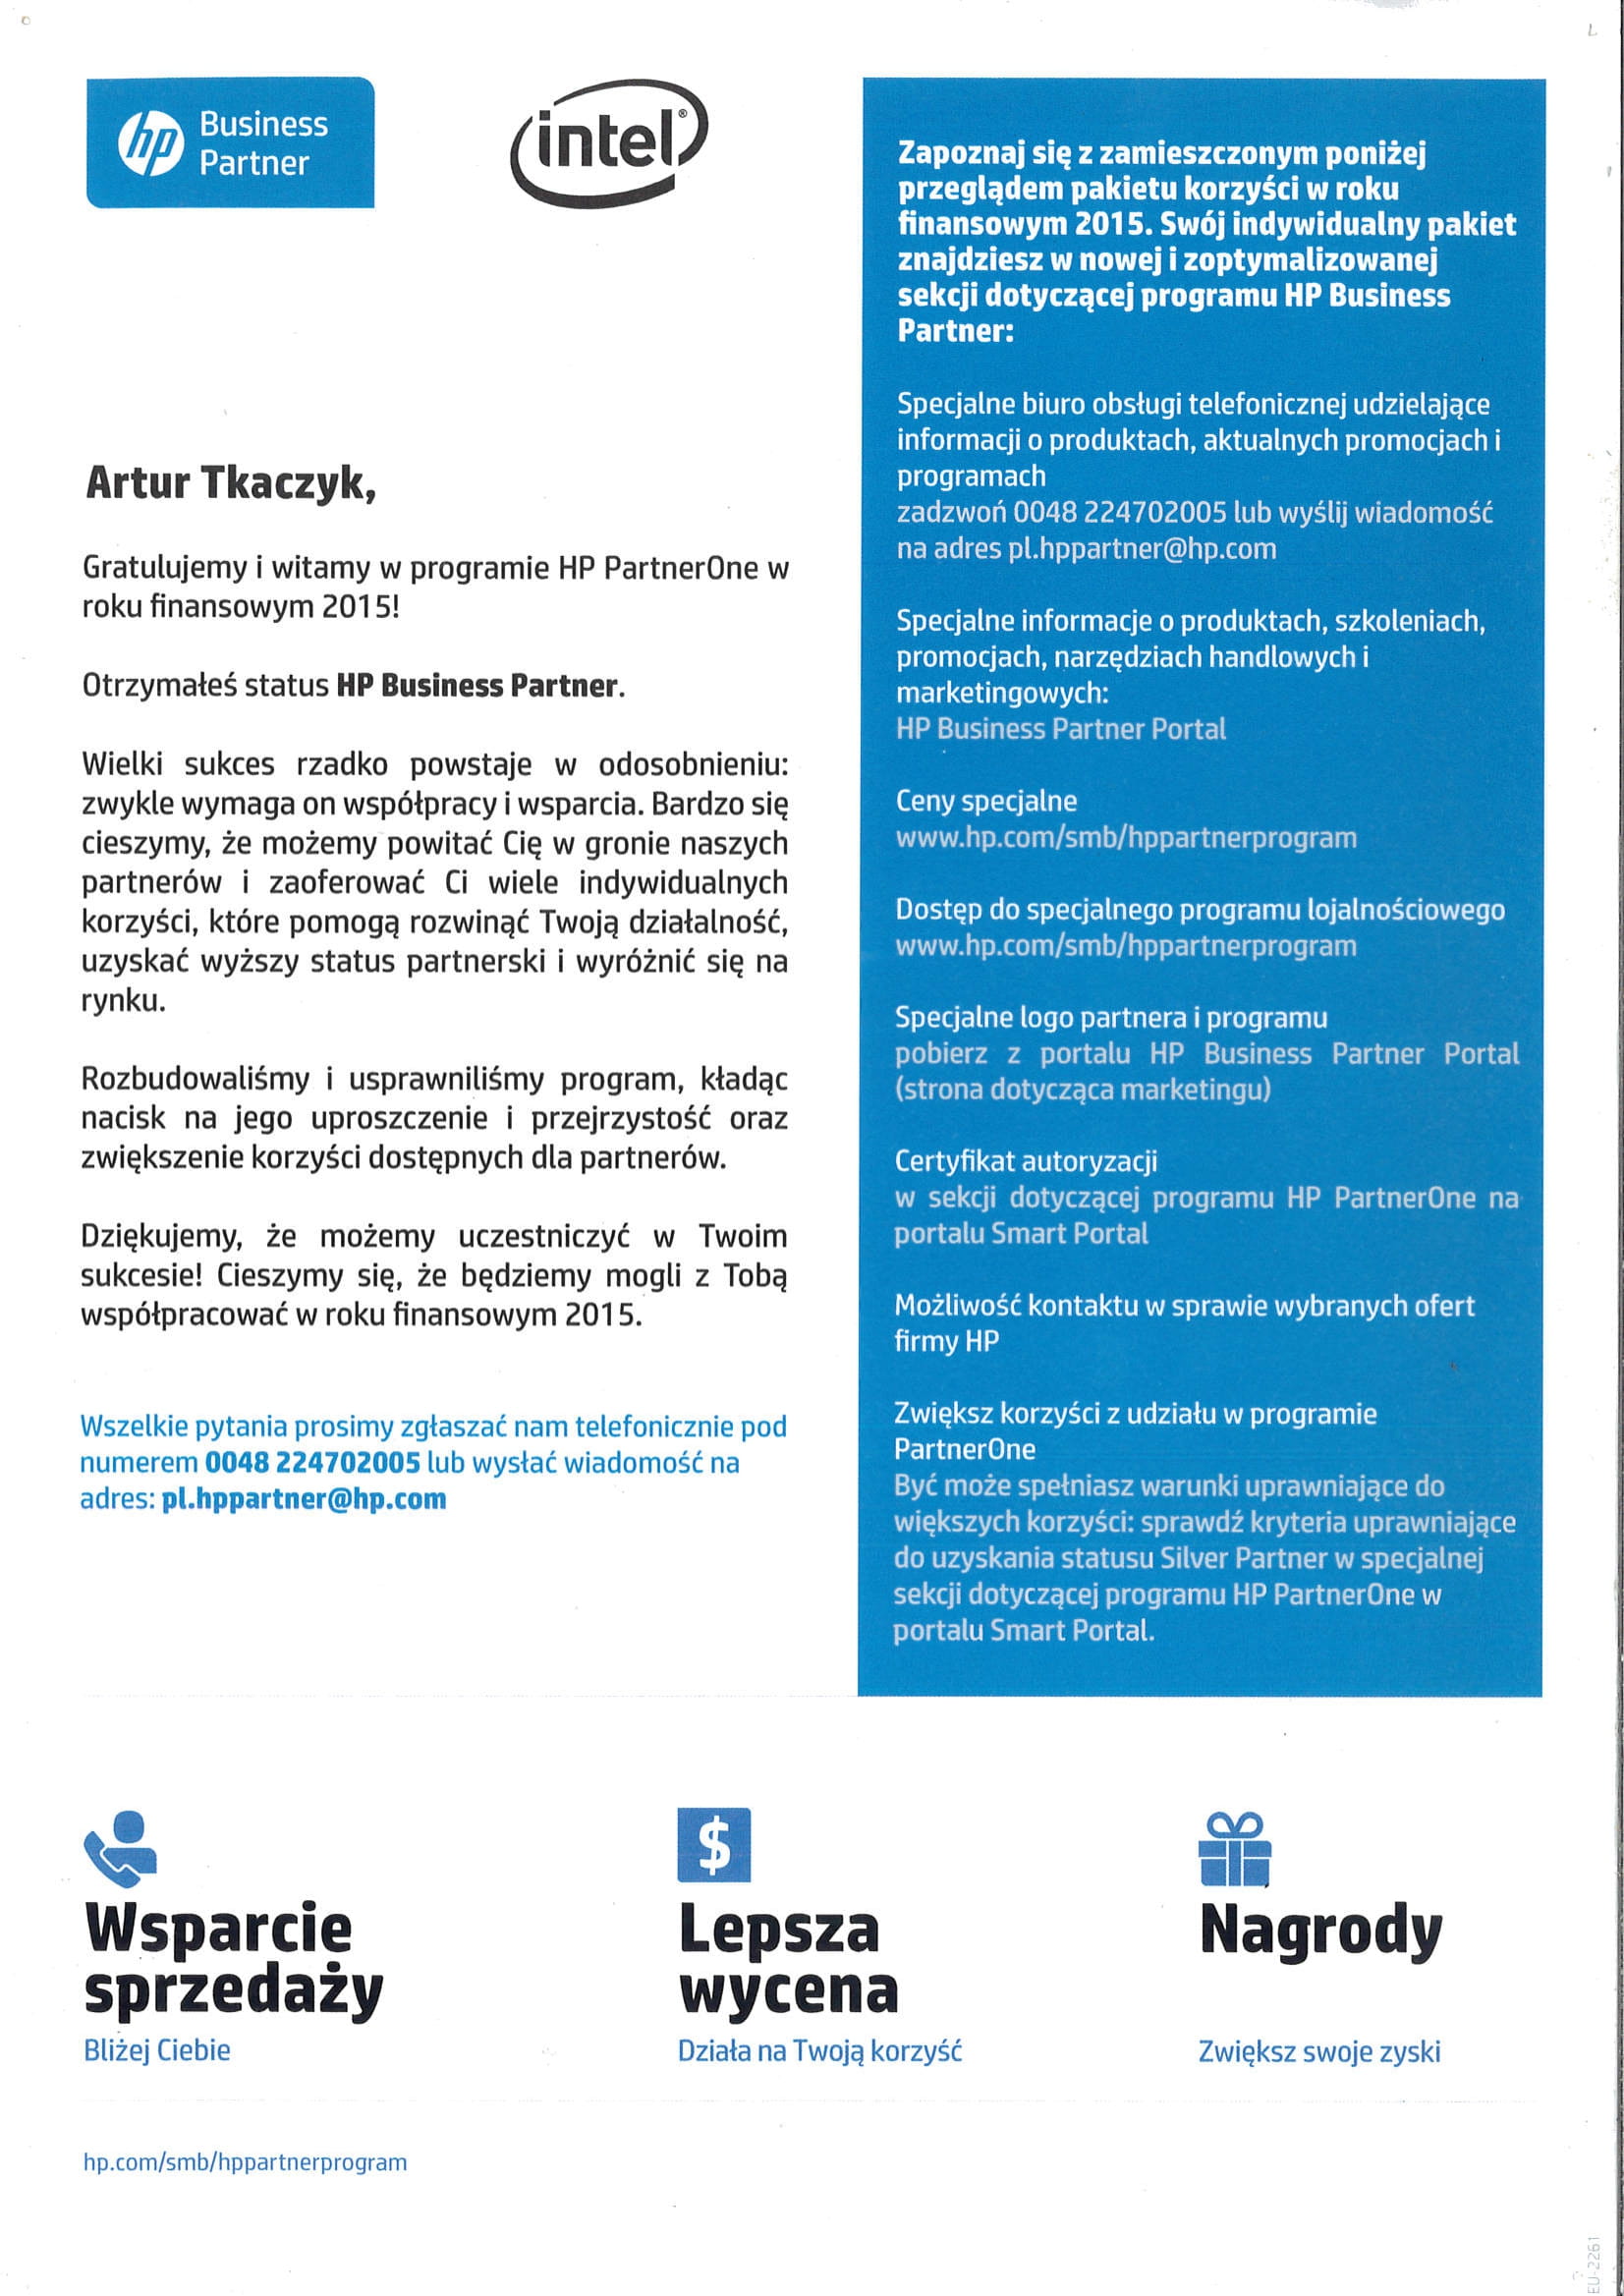 hp Business
Partner
intel®
Artur Tkaczyk,
Gratulujemy i witamy w programie HP PartnerOne w
roku finansowym 2015!
Otrzymałeś status HP Business Partner.
Wielki sukces rzadko powstaje w odosobnieniu:
zwykle wymaga on współpracy i wsparcia. Bardzo się
cieszymy, że możemy powitać Cię w gronie naszych
partnerów i zaoferować Ci wiele indywidualnych
korzyści, które pomogą rozwinąć Twoją działalność,
uzyskać wyższy status partnerski i wyróżnić się na
rynku.
Rozbudowaliśmy i usprawniliśmy program, kładąc
nacisk na jego uproszczenie i przejrzystość oraz
zwiększenie korzyści dostępnych dla partnerów.
Dziękujemy, że możemy uczestniczyć w Twoim
sukcesie! Cieszymy się, że będziemy mogli z Tobą
współpracować w roku finansowym 2015.
Wszelkie pytania prosimy zgłaszać nam telefonicznie pod
numerem 0048 224702005 lub wysłać wiadomość na
adres: pl.hppartner@hp.com
Zapoznaj się z zamieszczonym poniżej
przeglądem pakietu korzyści w roku
finansowym 2015. Swój indywidualny pakiet
znajdziesz w nowej i zoptymalizowanej
sekcji dotyczącej programu HP Business
Partner:
Specjalne biuro obsługi telefonicznej udzielające
informacji o produktach, aktualnych promocjach i
programach
zadzwoń 0048 224702005 lub wyślij wiadomość
na adres pl.hppartner@hp.com
Specjalne informacje o produktach, szkoleniach,
promocjach, narzędziach handlowych i
marketingowych:
HP Business Partner Portal
Ceny specjalne
www.hp.com/smb/hppartnerprogram
Dostęp do specjalnego programu lojalnościowego
www.hp.com/smb/hppartnerprogram
Specjalne logo partnera i programu
pobierz z portalu HP Business Partner Portal
(strona dotycząca marketingu)
Certyfikat autoryzacji
w sekcji dotyczącej programu HP PartnerOne na
portalu Smart Portal
Możliwość kontaktu w sprawie wybranych ofert
firmy HP
Zwiększ korzyści z udziału w programie
PartnerOne
Być może spełniasz warunki uprawniające do
większych korzyści: sprawdź kryteria uprawniające
do uzyskania statusu Silver Partner w specjalnej
sekcji dotyczącej programu HP PartnerOne w
portalu Smart Portal.
Wsparcie
sprzedaży
Bliżej Ciebie
$
Lepsza
wycena
Działa na Twoją korzyść
Nagrody
Zwiększ swoje zyski
hp.com/smb/hppartnerprogram
EU-2261